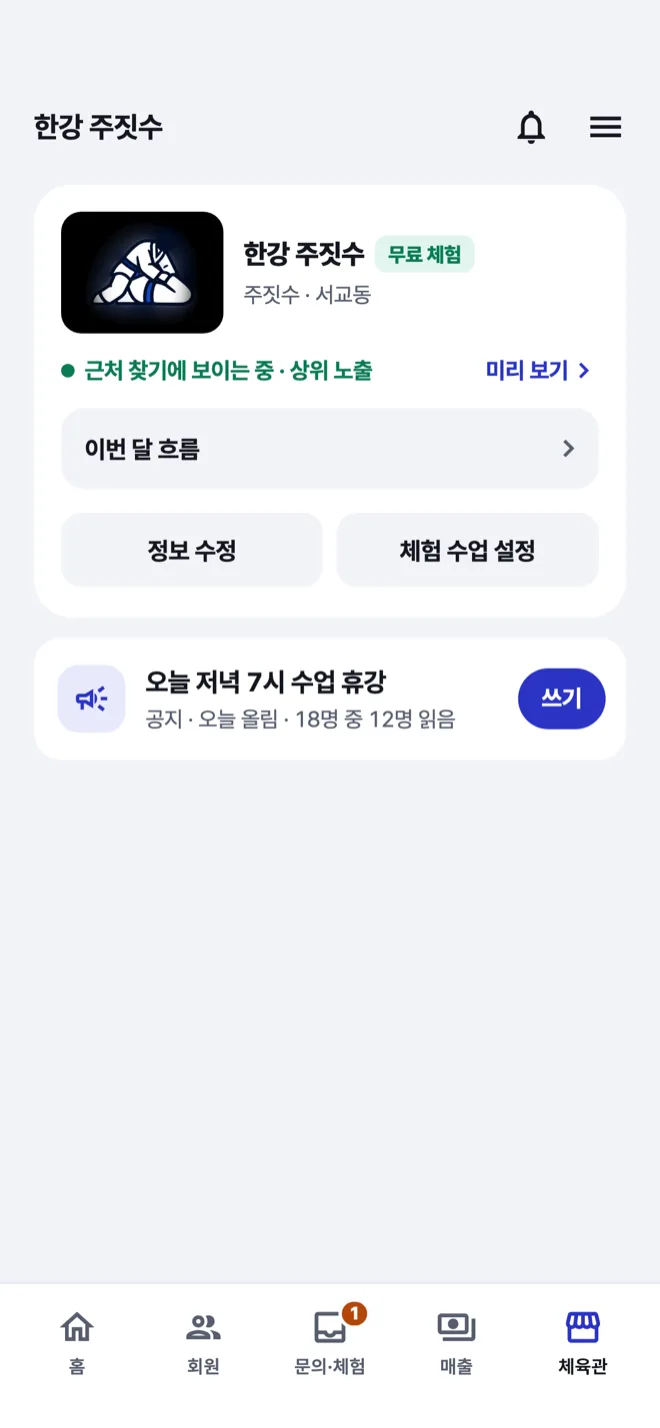 한강 주짓수
한강 주짓수 무료 체험
주짓수 · 서교동
근처 찾기에 보이는 중 · 상위 노출 미리 보기
이번 달 흐름
정보 수정 체험 수업 설정
오늘 저녁 7시 수업 휴강
공지 · 오늘 올림 · 18명 중 12명 읽음
쓰기
1
홈 회원 문의·체험 매출 체육관